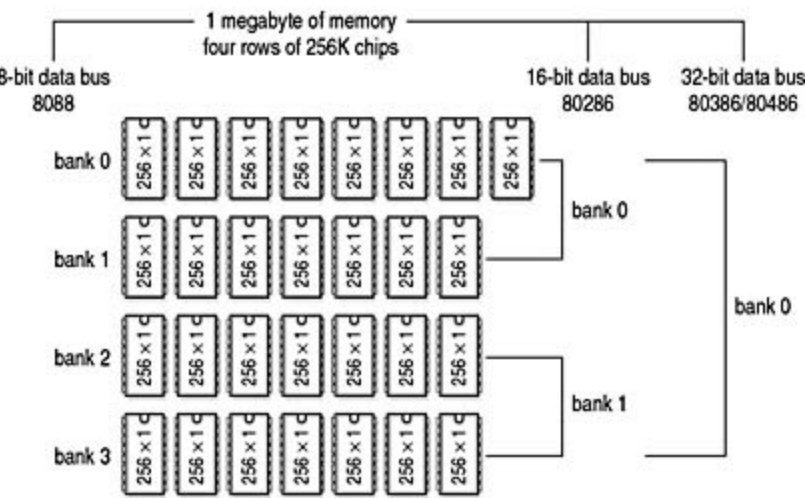 1 megabyte of memory
four rows of 256K chips
8-bit data bus
8088
16-bit data bus
80286
32-bit data bus
80386/80486
bank 0
256 × 1
256 × 1
256 × 1
256 × 1
256 × 1
256 × 1
256 × 1
256 × 1
bank 0
bank 1
256 × 1
256 × 1
256 × 1
256 × 1
256 × 1
256 × 1
256 × 1
bank 0
bank 2
256 × 1
256 × 1
256 × 1
256 × 1
256 × 1
256 × 1
256 × 1
bank 1
bank 3
256 × 1
256 × 1
256 × 1
256 × 1
256 × 1
256 × 1
256 × 1